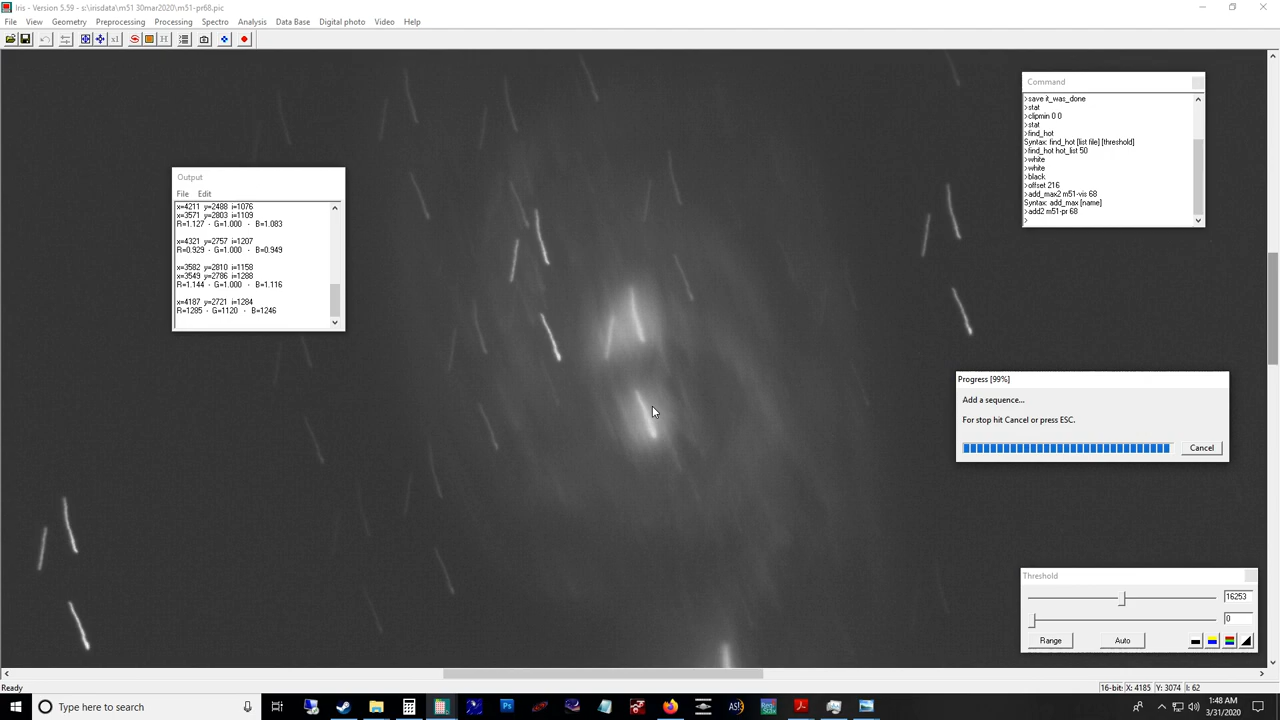 Iris - Version 5.59 - s:\irisdata\m51 30mar2020\m51-pr68.pic
File View Geometry Preprocessing Processing Spectro Analysis Data Base Digital photo Video Help
x1
H
Command
>save it_was_done
>stat
>clipmin 0 0
>stat
>find_hot
Syntax: find_hot [list file] [threshold]
>find_hot hot_list 50
>white
>white
>black
>offset 216
>add_max2 m51-vis 68
Syntax: add_max [name]
>add2 m51-pr 68
>
Output
File Edit
x=4211 y=2488 i=1076
x=3571 y=2803 i=1109
R=1.127 - G=1.000 - B=1.083
x=4321 y=2757 i=1207
R=0.929 - G=1.000 - B=0.949
x=3582 y=2810 i=1158
x=3549 y=2786 i=1288
R=1.144 - G=1.000 - B=1.116
x=4187 y=2721 i=1284
R=1285 - G=1120 - B=1246
Progress [99%]
Add a sequence...
For stop hit Cancel or press ESC.
Cancel
Threshold
16253
0
Range
Auto
Ready
16-bit: X: 4185 Y: 3074 I: 62
Type here to search
1:48 AM
3/31/2020